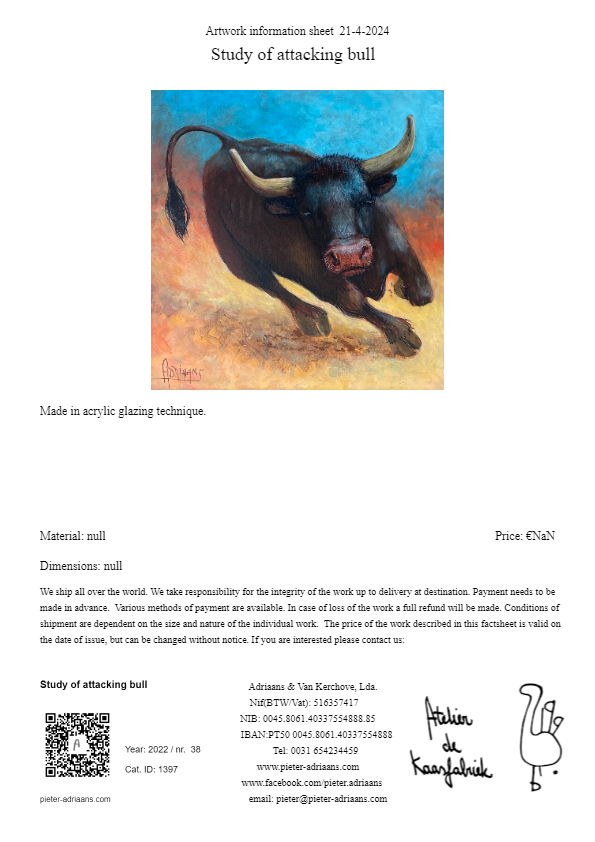 Artwork information sheet  21-4-2024
Study of attacking bull
ADRIAANS
Made in acrylic glazing technique.
Material: null
Price: €NaN
Dimensions: null
We ship all over the world. We take responsibility for the integrity of the work up to delivery at destination. Payment needs to be
made in advance.  Various methods of payment are available. In case of loss of the work a full refund will be made. Conditions of
shipment are dependent on the size and nature of the individual work.  The price of the work described in this factsheet is valid on
the date of issue, but can be changed without notice. If you are interested please contact us:
Study of attacking bull
A
Year: 2022 / nr.  38
Cat. ID: 1397
pieter-adriaans.com
Adriaans & Van Kerchove, Lda.
Nif(BTW/Vat): 516357417
NIB: 0045.8061.40337554888.85
IBAN:PT50 0045.8061.40337554888
Tel: 0031 654234459
www.pieter-adriaans.com
www.facebook.com/pieter.adriaans
email: pieter@pieter-adriaans.com
Atelier
de
Kaasfabriek